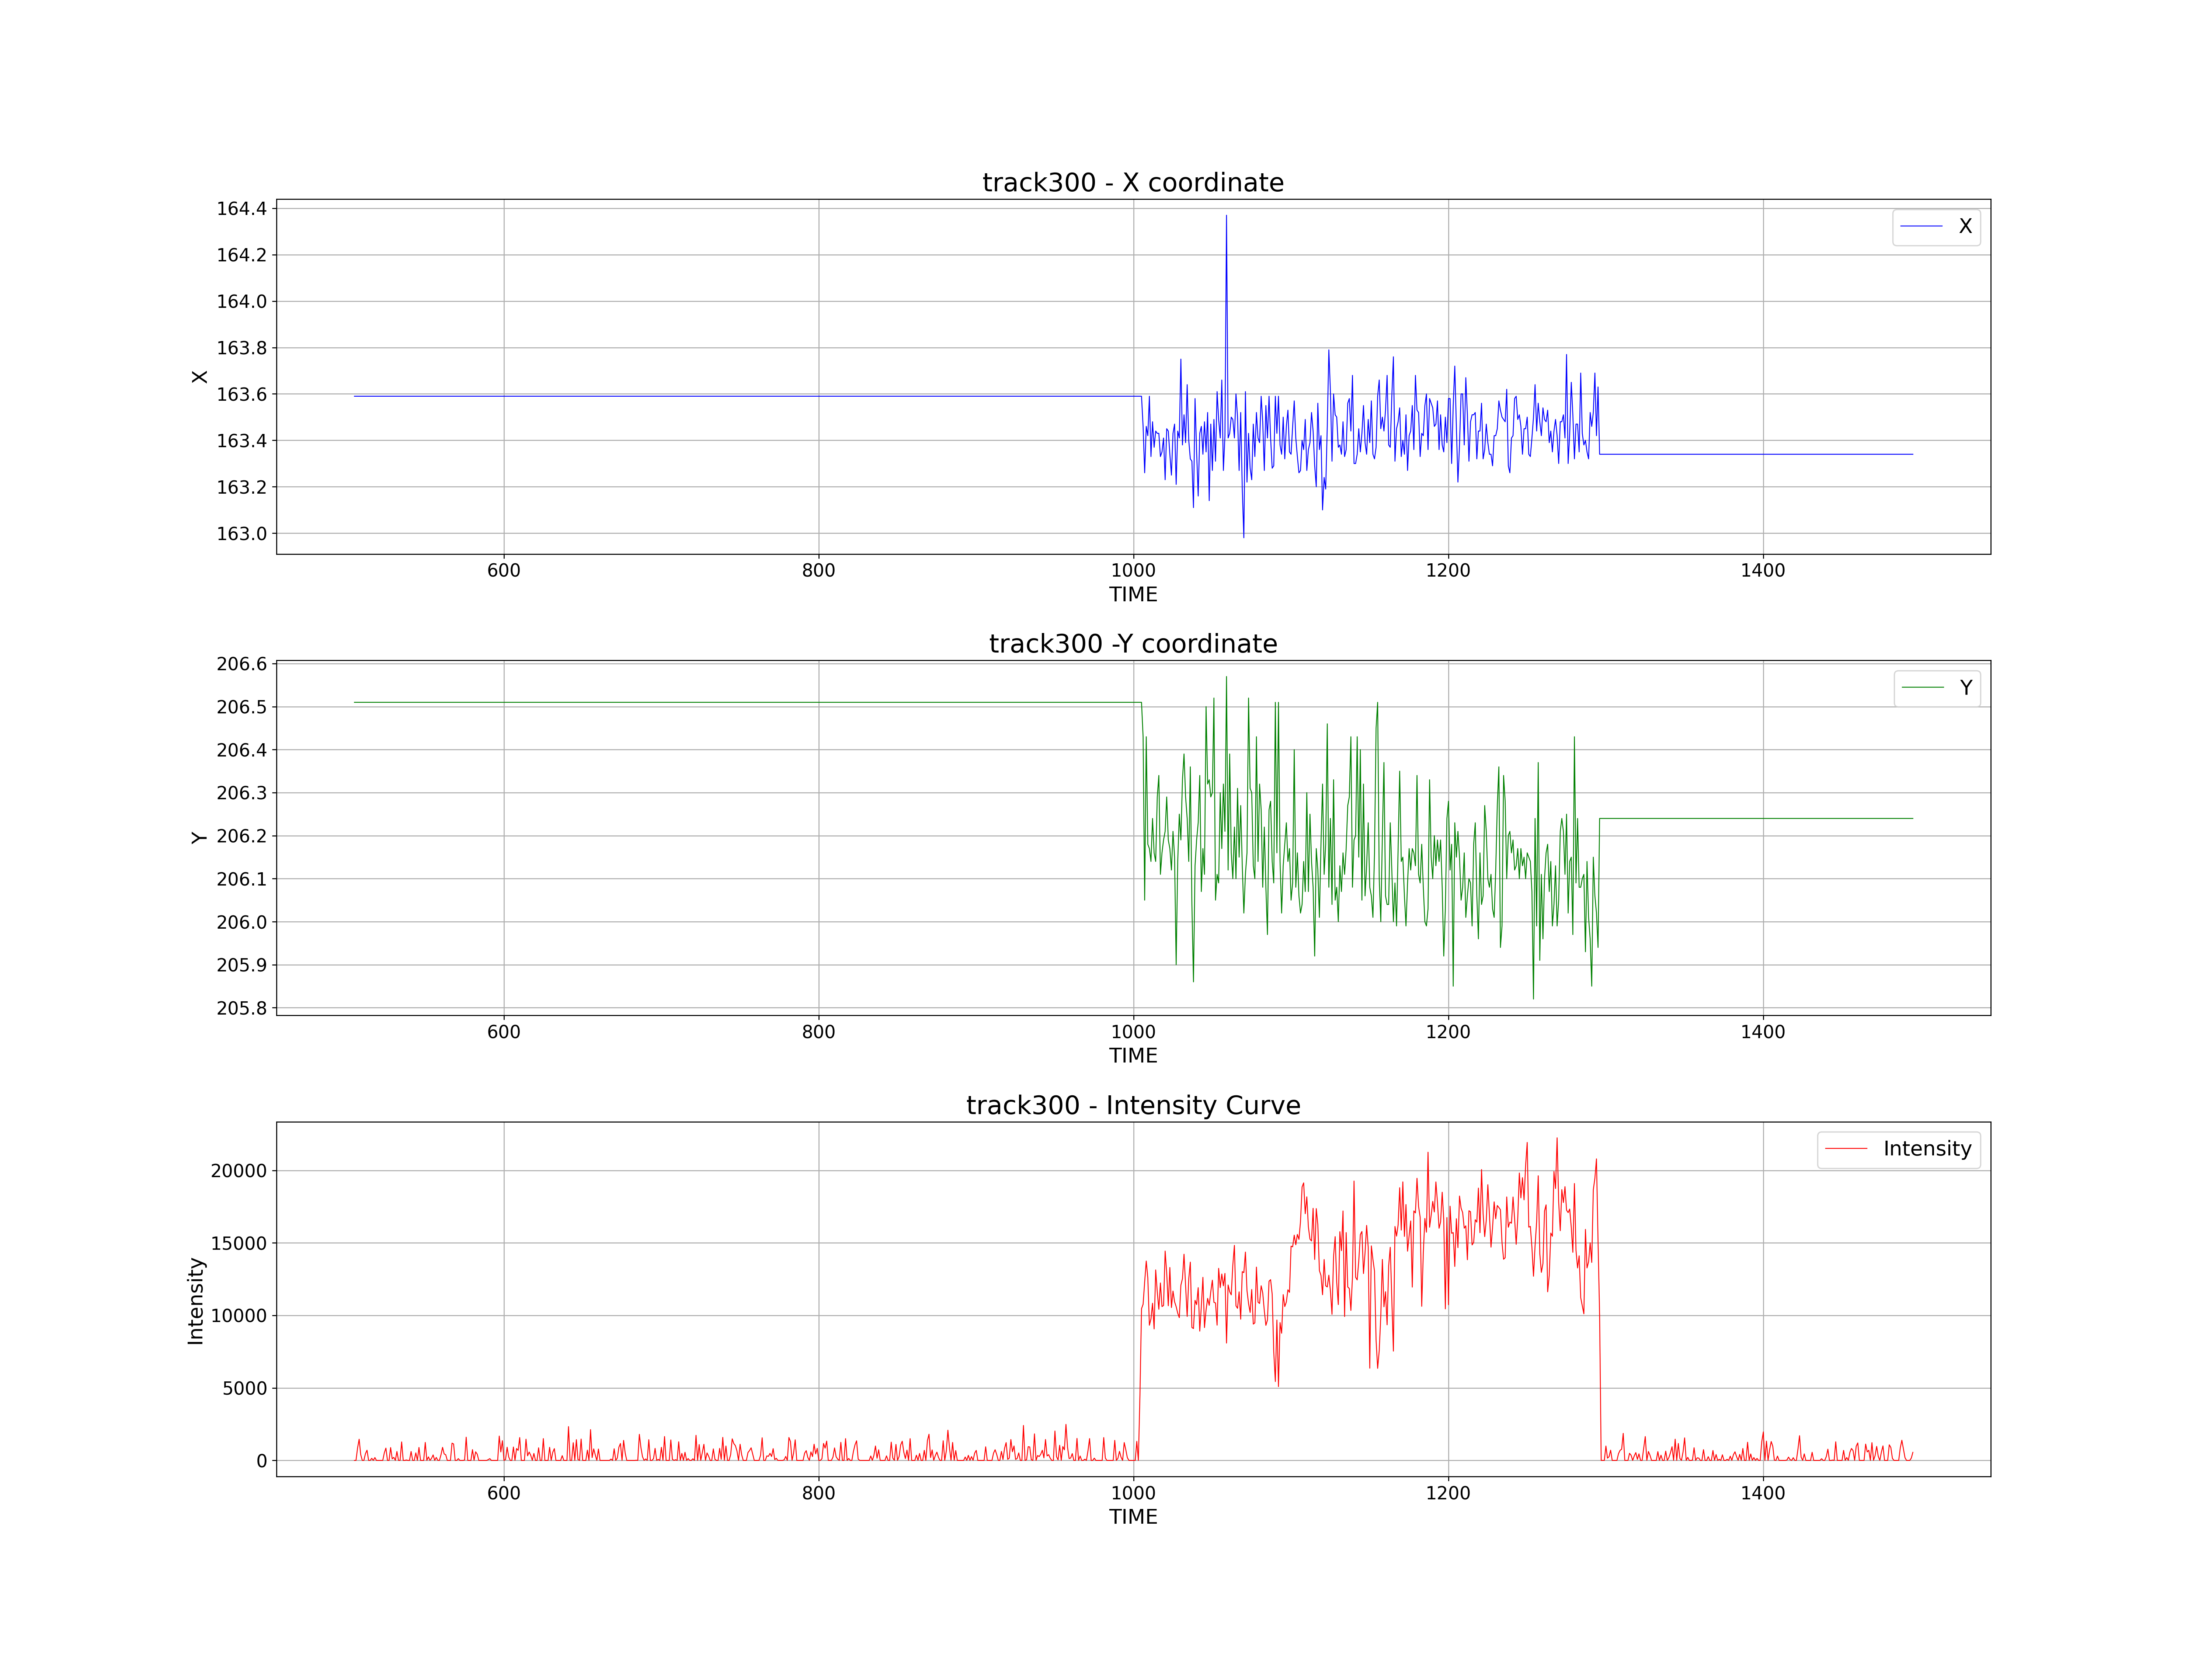 track300 - X coordinate
164.4
164.2
164.0
163.8
163.6
163.4
163.2
163.0
X
X
600 800 1000 1200 1400
TIME
track300 -Y coordinate
206.6
206.5
206.4
206.3
206.2
206.1
206.0
205.9
205.8
Y
Y
600 800 1000 1200 1400
TIME
track300 - Intensity Curve
20000
15000
10000
5000
0
Intensity
Intensity
600 800 1000 1200 1400
TIME